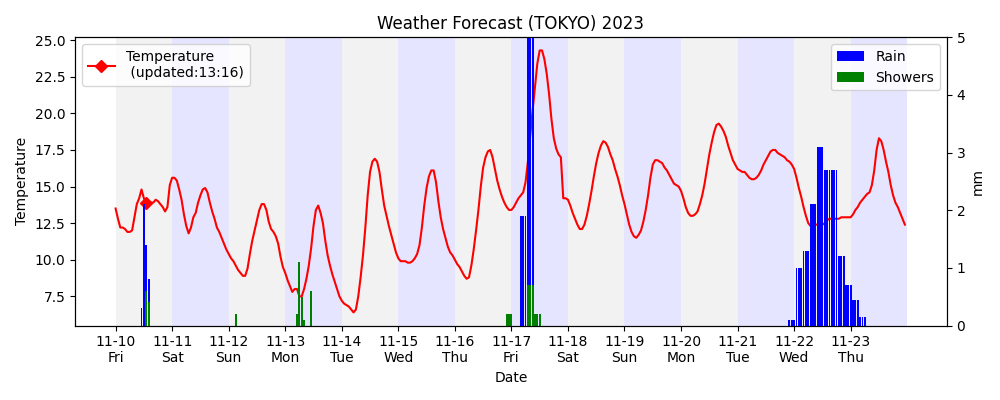 Weather Forecast (TOKYO) 2023
Temperature
(updated:13:16)
Rain
Showers
25.0
22.5
20.0
17.5
15.0
12.5
10.0
7.5
Temperature
5
4
3
2
1
0
mm
11-10 11-11 11-12 11-13 11-14 11-15 11-16 11-17 11-18 11-19 11-20 11-21 11-22 11-23
Fri Sat Sun Mon Tue Wed Thu Fri Sat Sun Mon Tue Wed Thu
Date